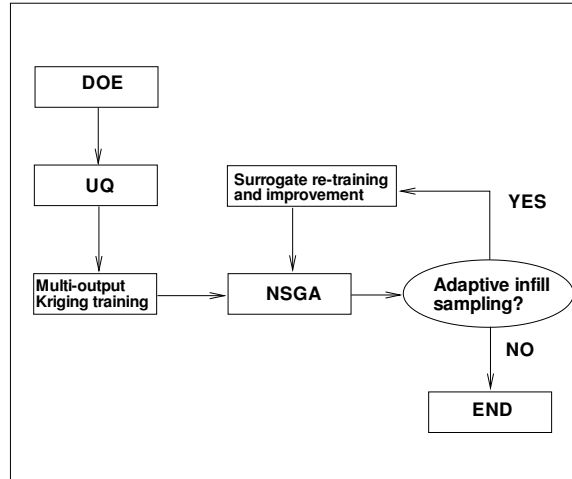 DOE
UQ
Multi-output
Kriging training
Surrogate re-training
and improvement
NSGA
YES
Adaptive infill
sampling?
NO
END